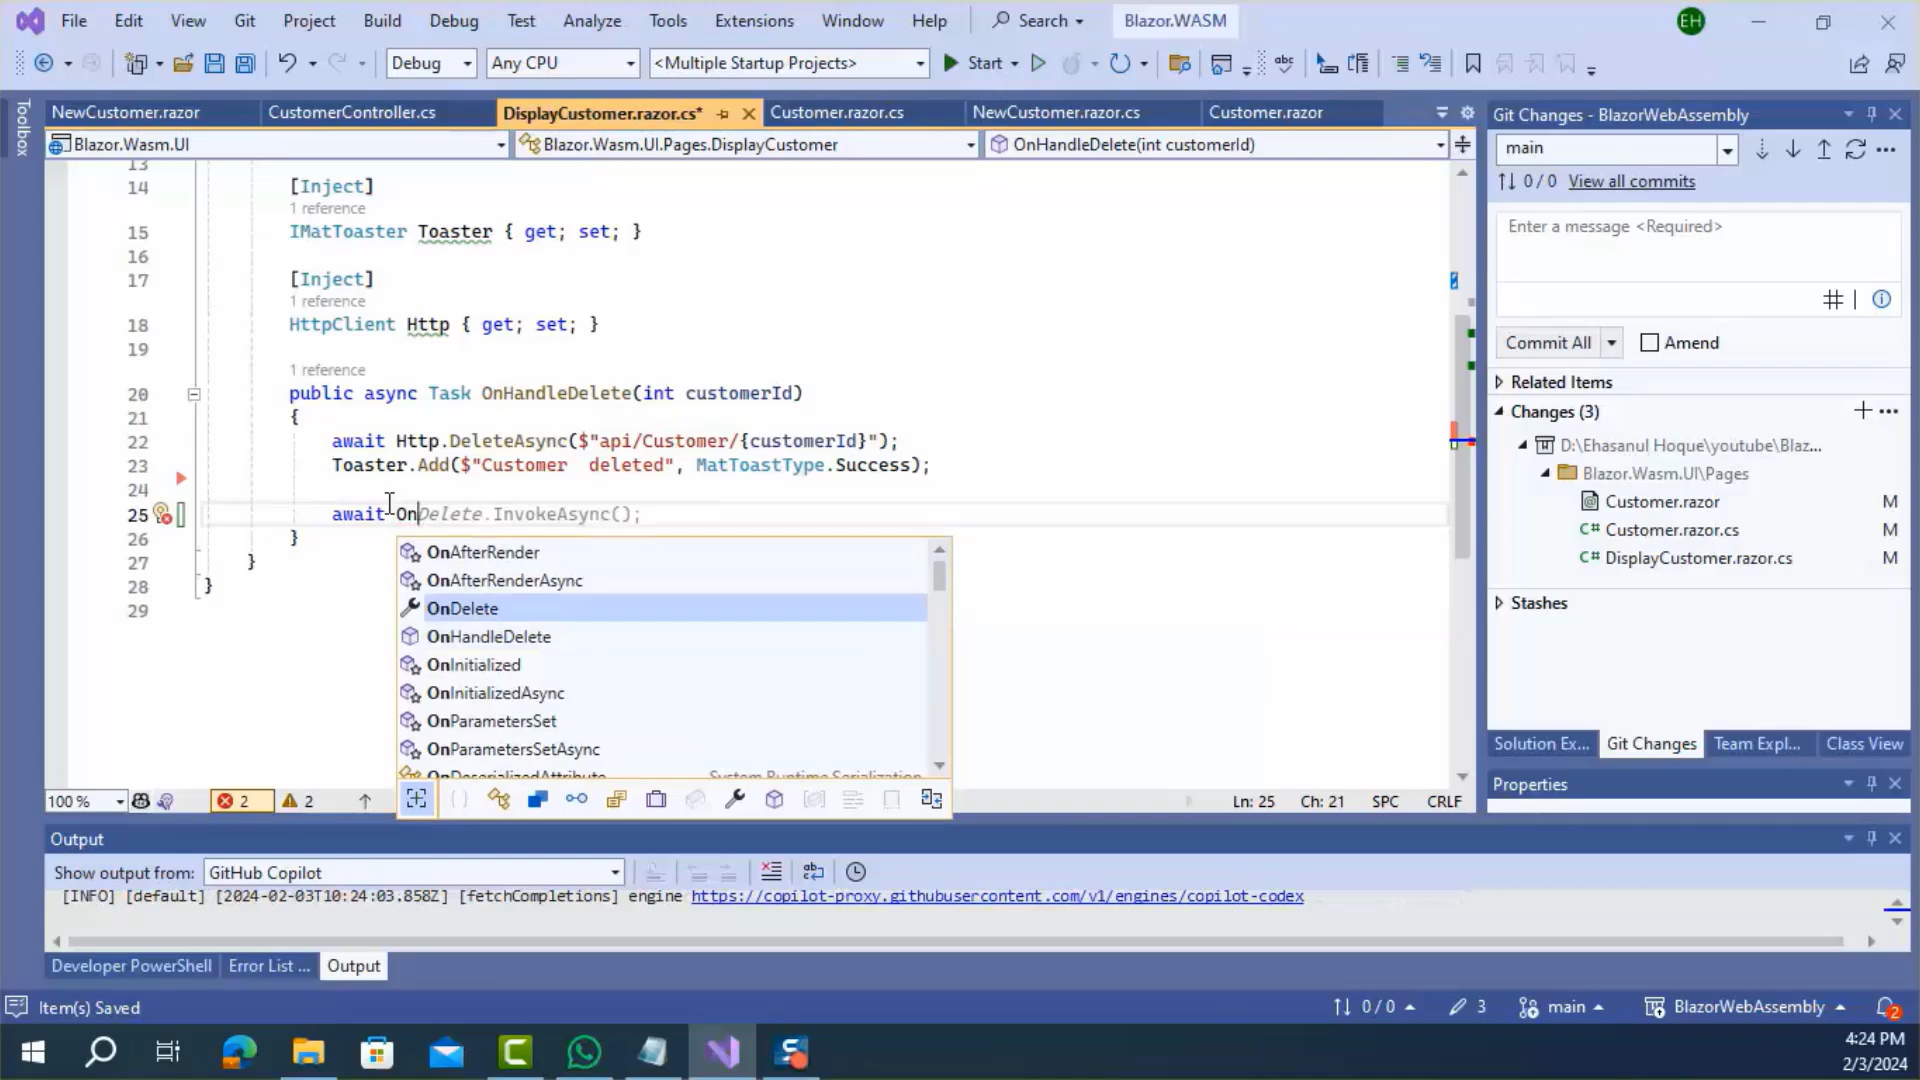 File Edit View Git Project Build Debug Test Analyze Tools Extensions Window Help Search Blazor.WASM EH
Debug Any CPU <Multiple Startup Projects> Start
Toolbox
NewCustomer.razor CustomerController.cs DisplayCustomer.razor.cs* Customer.razor.cs NewCustomer.razor.cs Customer.razor
Blazor.Wasm.UI Blazor.Wasm.UI.Pages.DisplayCustomer OnHandleDelete(int customerId)
13
14 [Inject]
1 reference
15 IMatToaster Toaster { get; set; }
16
17 [Inject]
1 reference
18 HttpClient Http { get; set; }
19
1 reference
20 public async Task OnHandleDelete(int customerId)
21 {
22 await Http.DeleteAsync($"api/Customer/{customerId}");
23 Toaster.Add($"Customer  deleted", MatToastType.Success);
24
25 await OnDelete.InvokeAsync();
26 }
27 }
28 }
29
OnAfterRender
OnAfterRenderAsync
OnDelete
OnHandleDelete
OnInitialized
OnInitializedAsync
OnParametersSet
OnParametersSetAsync
100 % 2 2 Ln: 25 Ch: 21 SPC CRLF
Git Changes - BlazorWebAssembly
main
0 / 0 View all commits
Enter a message <Required>
Commit All Amend
Related Items
Changes (3)
D:\Ehasanul Hoque\youtube\Blaz...
Blazor.Wasm.UI\Pages
Customer.razor M
C# Customer.razor.cs M
C# DisplayCustomer.razor.cs M
Stashes
Solution Ex... Git Changes Team Expl... Class View
Properties
Output
Show output from: GitHub Copilot
[INFO] [default] [2024-02-03T10:24:03.858Z] [fetchCompletions] engine https://copilot-proxy.githubusercontent.com/v1/engines/copilot-codex
Developer PowerShell Error List ... Output
Item(s) Saved 0 / 0 3 main BlazorWebAssembly 2
4:24 PM
2/3/2024